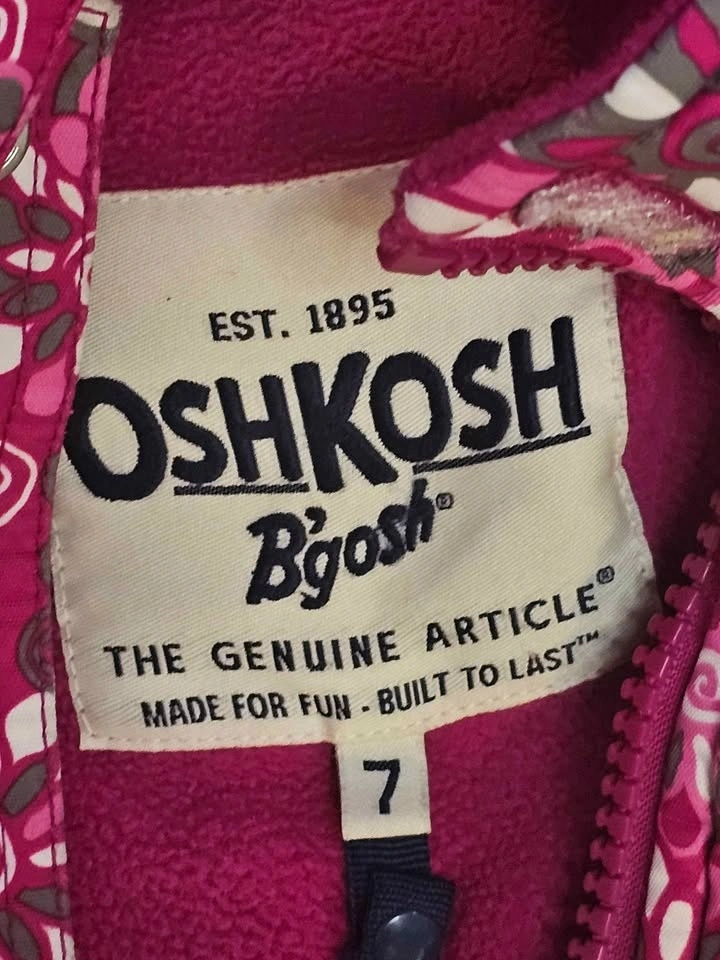 EST. 1895
OSHKOSH
B'gosh®
THE GENUINE ARTICLE®
MADE FOR FUN - BUILT TO LAST™
7